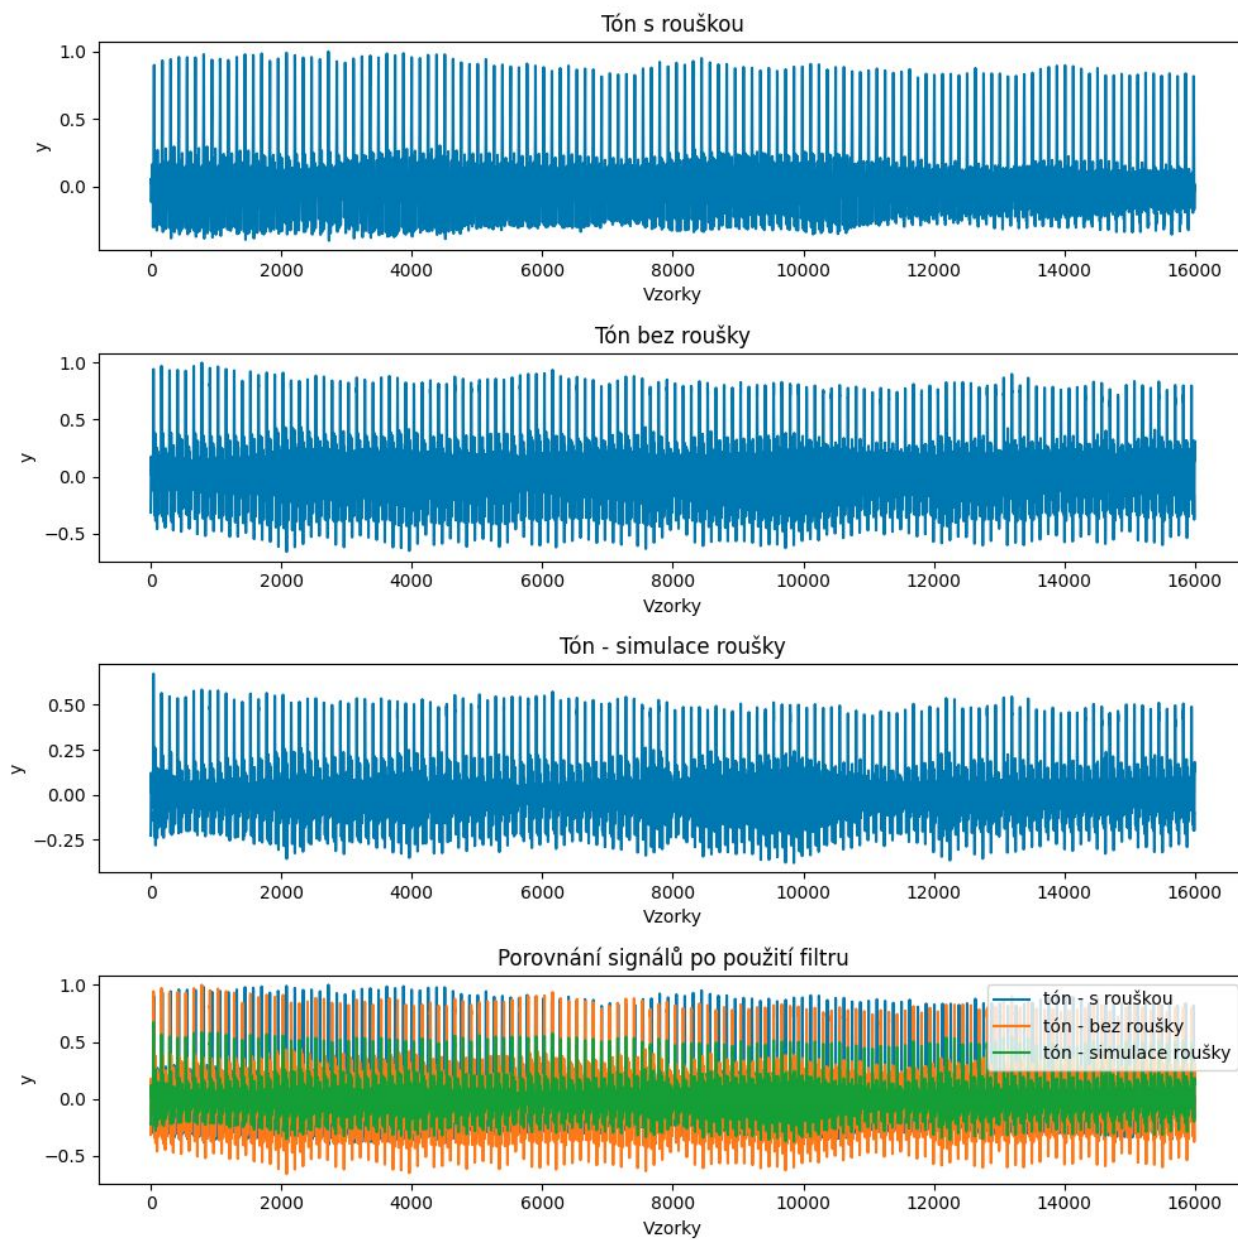 Tón s rouškou
1.0
0.5
0.0
y
0 2000 4000 6000 8000 10000 12000 14000 16000
Vzorky
Tón bez roušky
1.0
0.5
0.0
−0.5
y
0 2000 4000 6000 8000 10000 12000 14000 16000
Vzorky
Tón - simulace roušky
0.50
0.25
0.00
−0.25
y
0 2000 4000 6000 8000 10000 12000 14000 16000
Vzorky
Porovnání signálů po použití filtru
1.0
0.5
0.0
−0.5
y
tón - s rouškou
tón - bez roušky
tón - simulace roušky
0 2000 4000 6000 8000 10000 12000 14000 16000
Vzorky